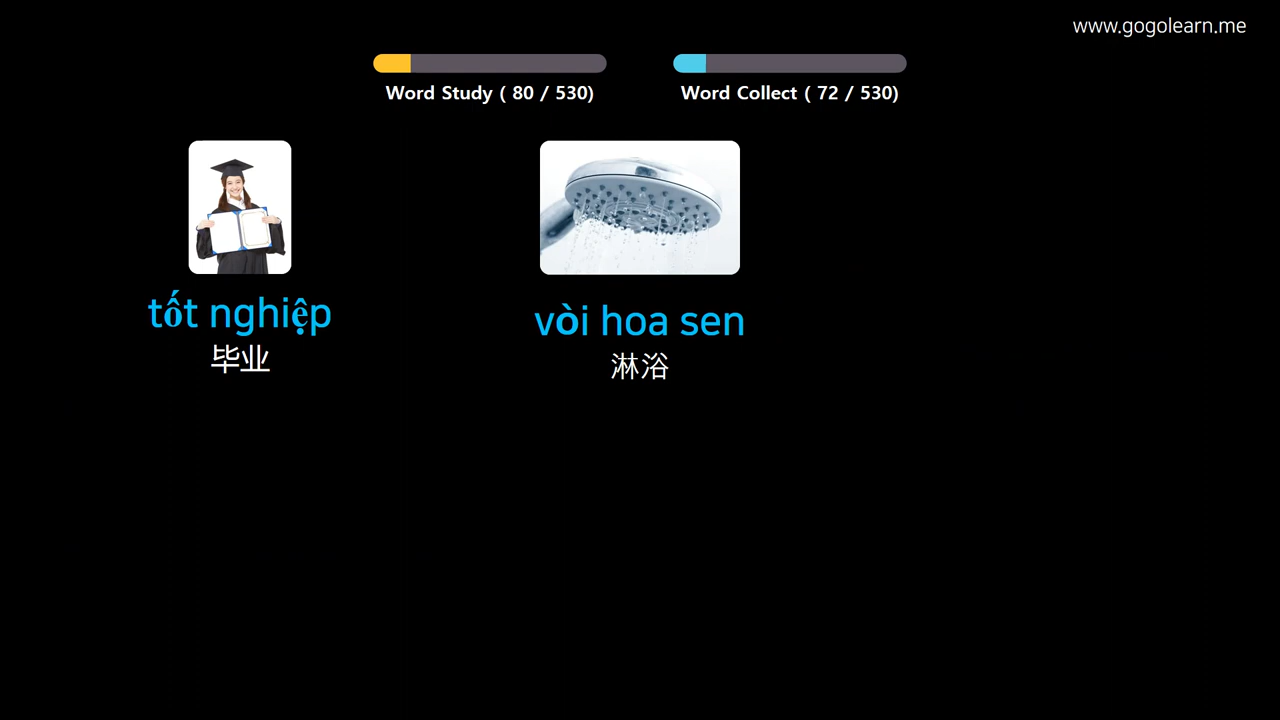 www.gogolearn.me
Word Study ( 80 / 530)
Word Collect ( 72 / 530)
tốt nghiệp
毕业
vòi hoa sen
淋浴